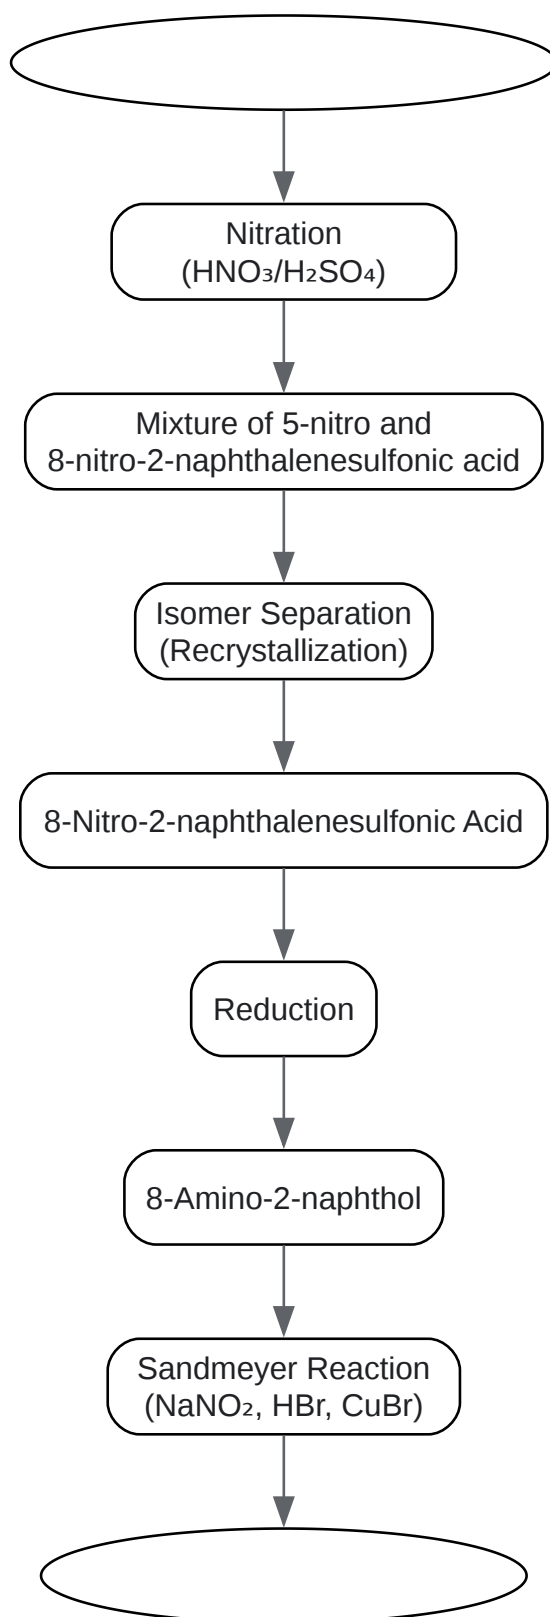 Nitration
(HNO₃/H₂SO₄)
Mixture of 5-nitro and
8-nitro-2-naphthalenesulfonic acid
Isomer Separation
(Recrystallization)
8-Nitro-2-naphthalenesulfonic Acid
Reduction
8-Amino-2-naphthol
Sandmeyer Reaction
(NaNO₂, HBr, CuBr)